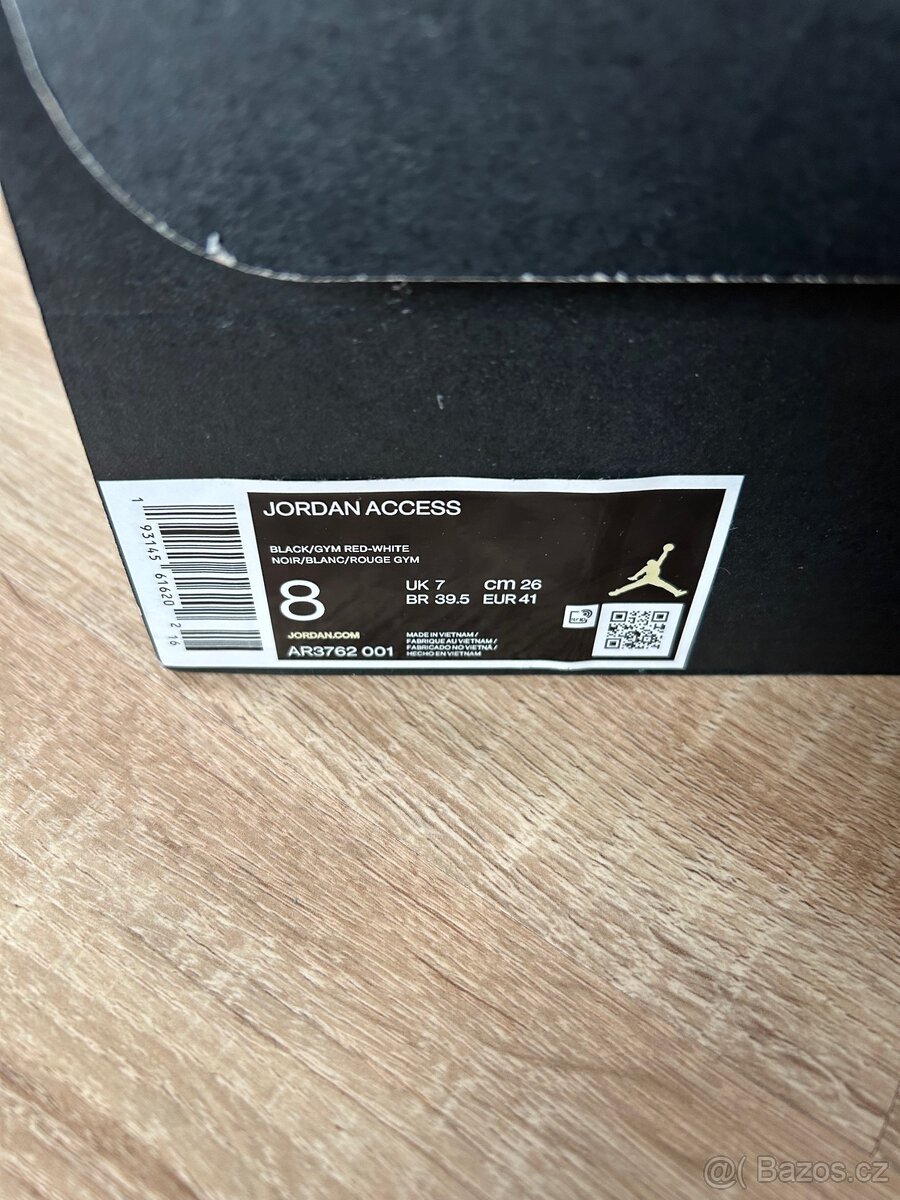 JORDAN ACCESS
BLACK/GYM RED-WHITE
NOIR/BLANC/ROUGE GYM
8
UK 7
cm 26
BR 39.5
EUR 41
JORDAN.COM
AR3762 001
MADE IN VIETNAM /
FABRIQUE AU VIETNAM /
FABRICADO NO VIETNÃ /
HECHO EN VIETNAM
1 93145 61620 2 16
@( Bazos.cz